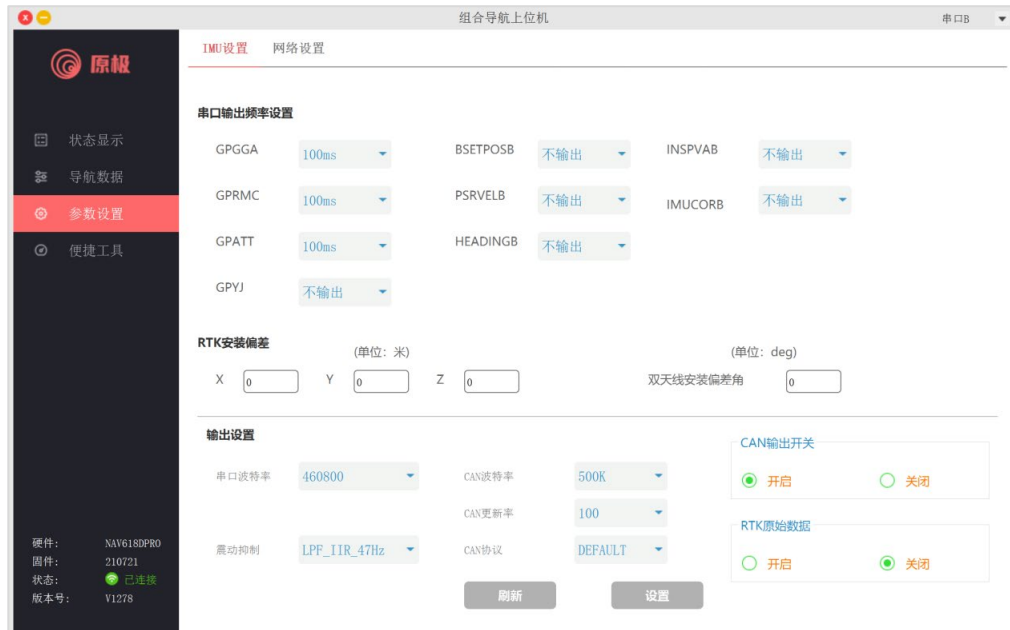 组合导航上位机 串口B
原极
IMU设置 网络设置
状态显示
导航数据
参数设置
便捷工具
串口输出频率设置
GPGGA 100ms BSETPOSB 不输出 INSPVAB 不输出
GPRMC 100ms PSRVELB 不输出 IMUCORB 不输出
GPATT 100ms HEADINGB 不输出
GPYJ 不输出
RTK安装偏差 (单位: 米) (单位: deg)
X 0 Y 0 Z 0 双天线安装偏差角 0
输出设置
串口波特率 460800 CAN波特率 500K
CAN更新率 100
震动抑制 LPF_IIR_47Hz CAN协议 DEFAULT
CAN输出开关
开启 关闭
RTK原始数据
开启 关闭
刷新 设置
硬件: NAV618DPRO
固件: 210721
状态: 已连接
版本号: V1278